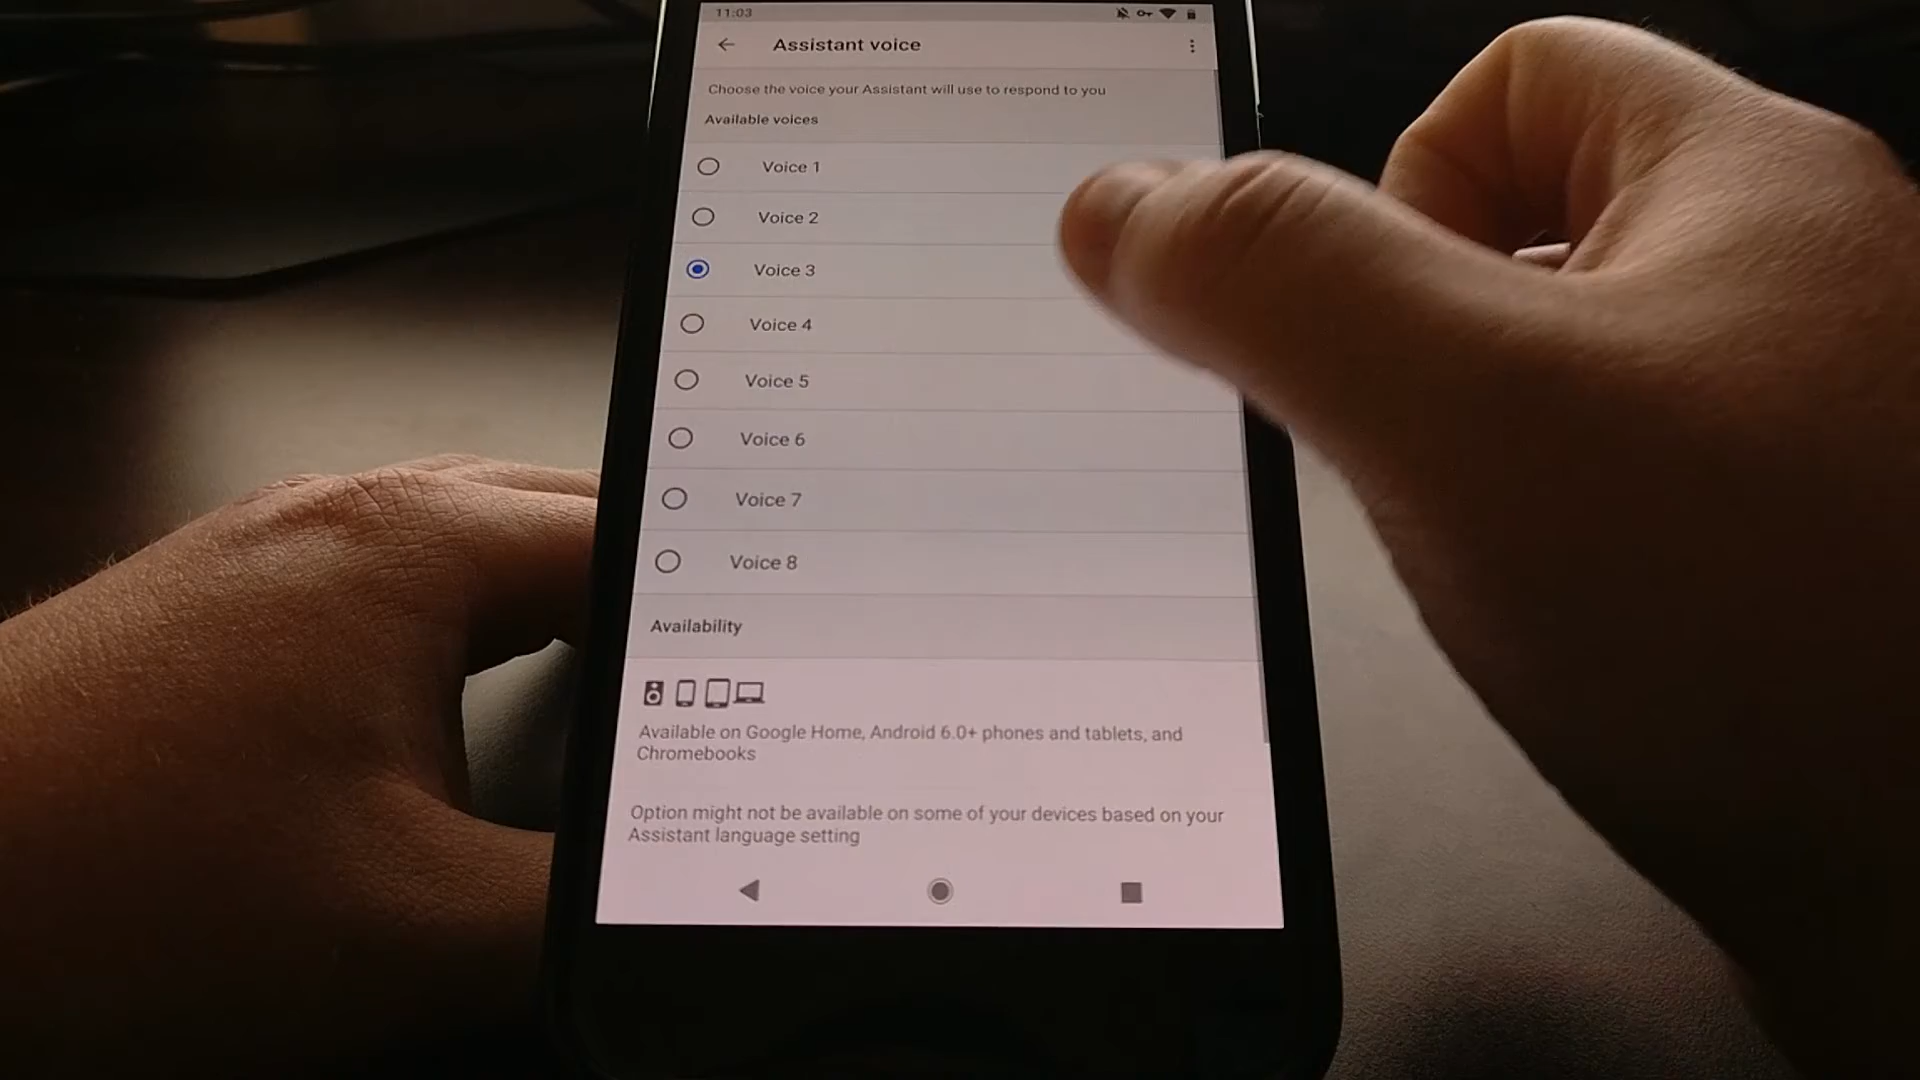 11:03
Assistant voice
Choose the voice your Assistant will use to respond to you
Available voices
Voice 1
Voice 2
Voice 3
Voice 4
Voice 5
Voice 6
Voice 7
Voice 8
Availability
Available on Google Home, Android 6.0+ phones and tablets, and
Chromebooks
Option might not be available on some of your devices based on your
Assistant language setting